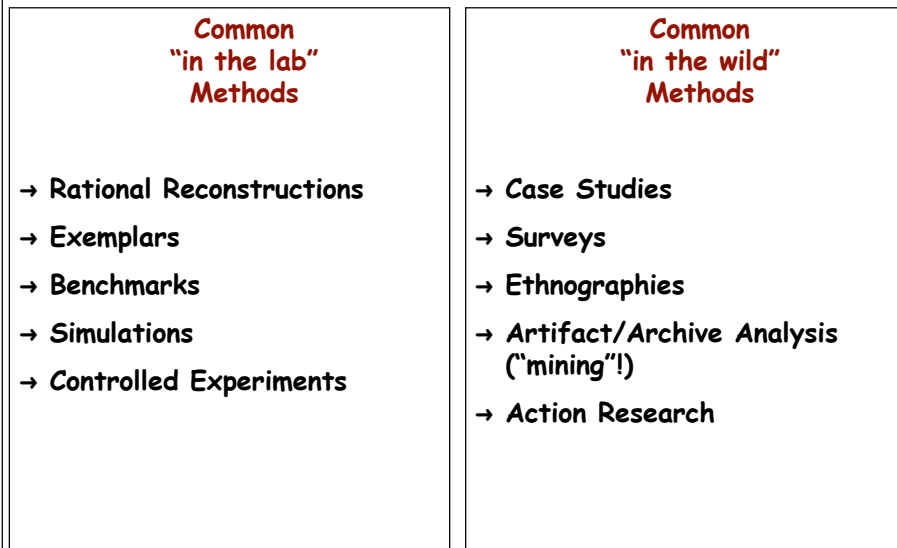 Common
“in the lab”
Methods
→ Rational Reconstructions
→ Exemplars
→ Benchmarks
→ Simulations
→ Controlled Experiments
Common
“in the wild”
Methods
→ Case Studies
→ Surveys
→ Ethnographies
→ Artifact/Archive Analysis
(“mining”!)
→ Action Research